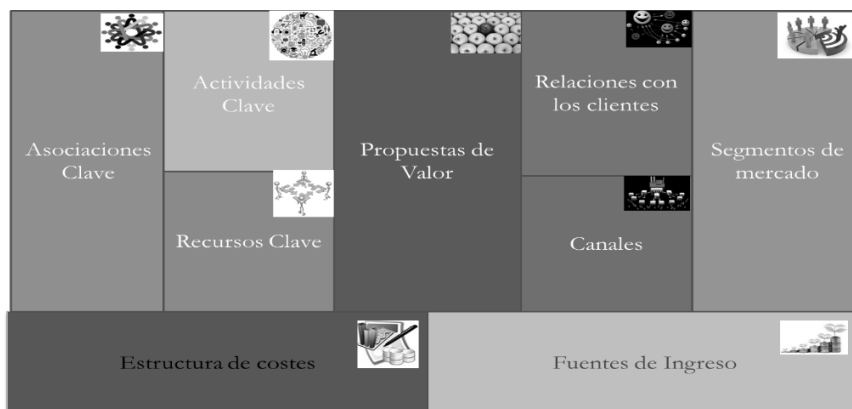 Asociaciones
Clave
Actividades
Clave
Recursos Clave
Propuestas de
Valor
Relaciones con
los clientes
Canales
Segmentos de
mercado
Estructura de costes
Fuentes de Ingreso